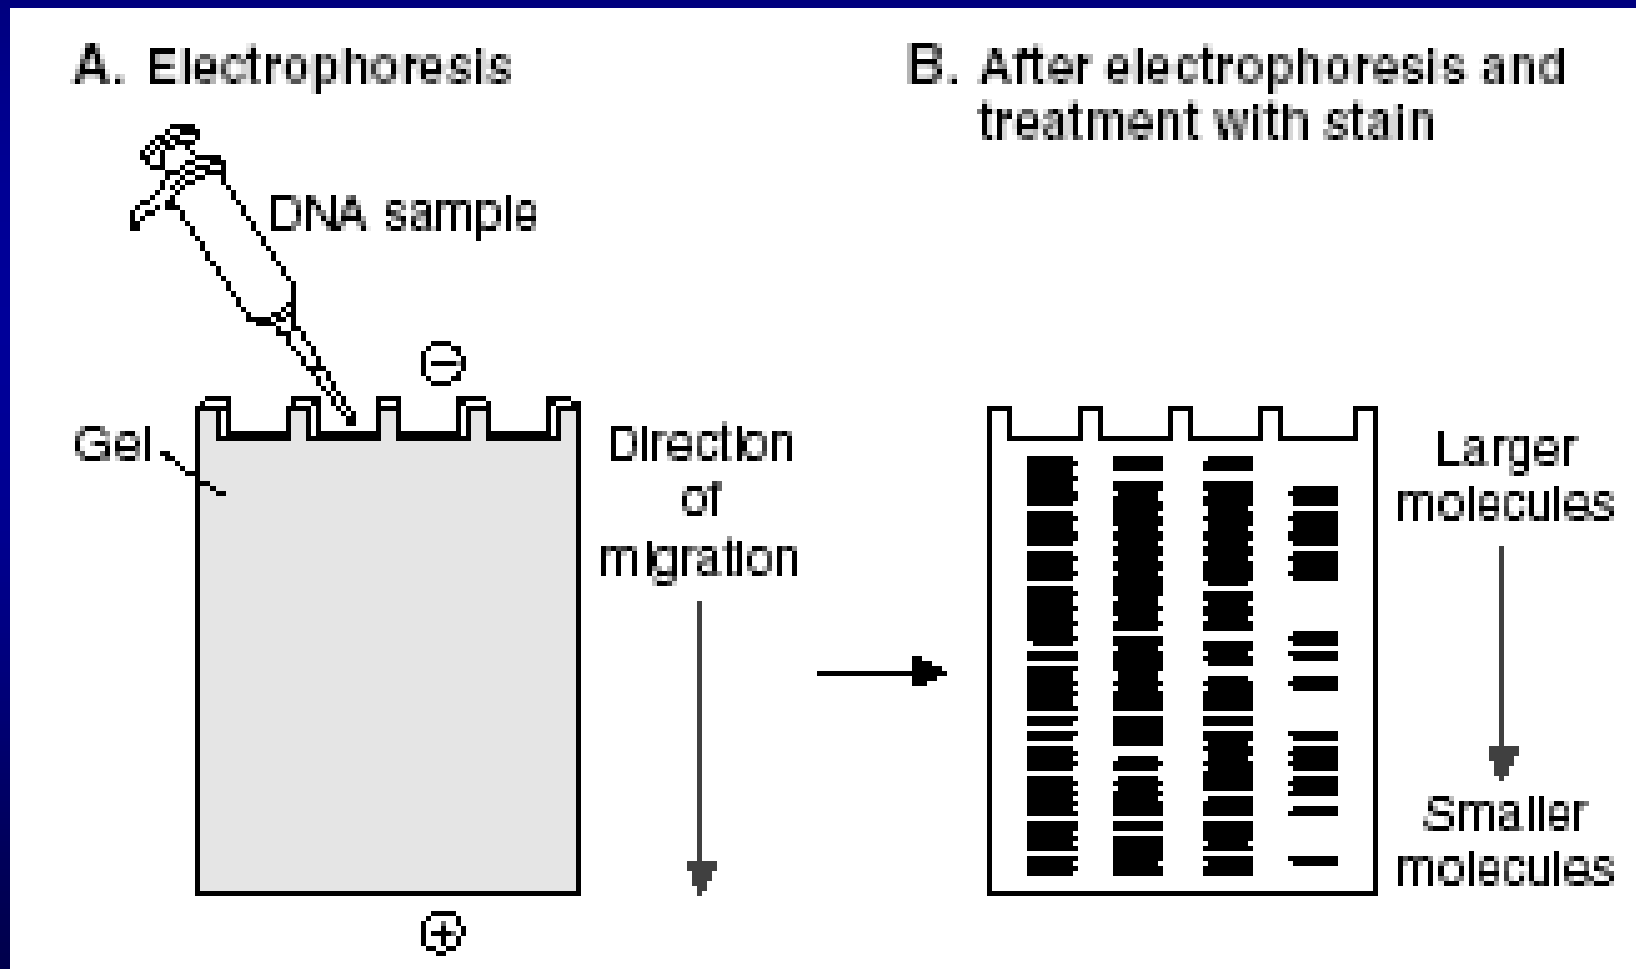 A. Electrophoresis
B. After electrophoresis and
treatment with stain
DNA sample
⊖
Gel
Direction
of
migration
⊕
Larger
molecules
Smaller
molecules